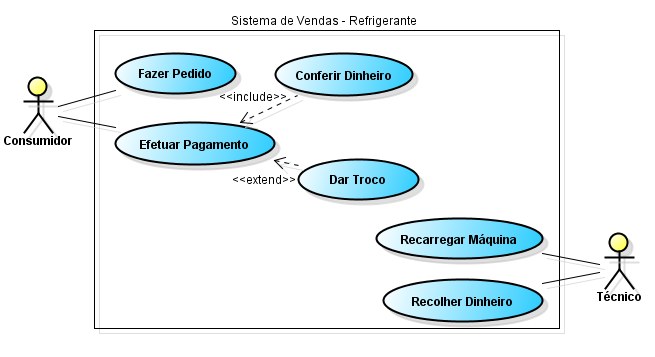 Sistema de Vendas - Refrigerante
Fazer Pedido
Conferir Dinheiro
<<include>>
Consumidor
Efetuar Pagamento
<<extend>>
Dar Troco
Recarregar Máquina
Recolher Dinheiro
Técnico